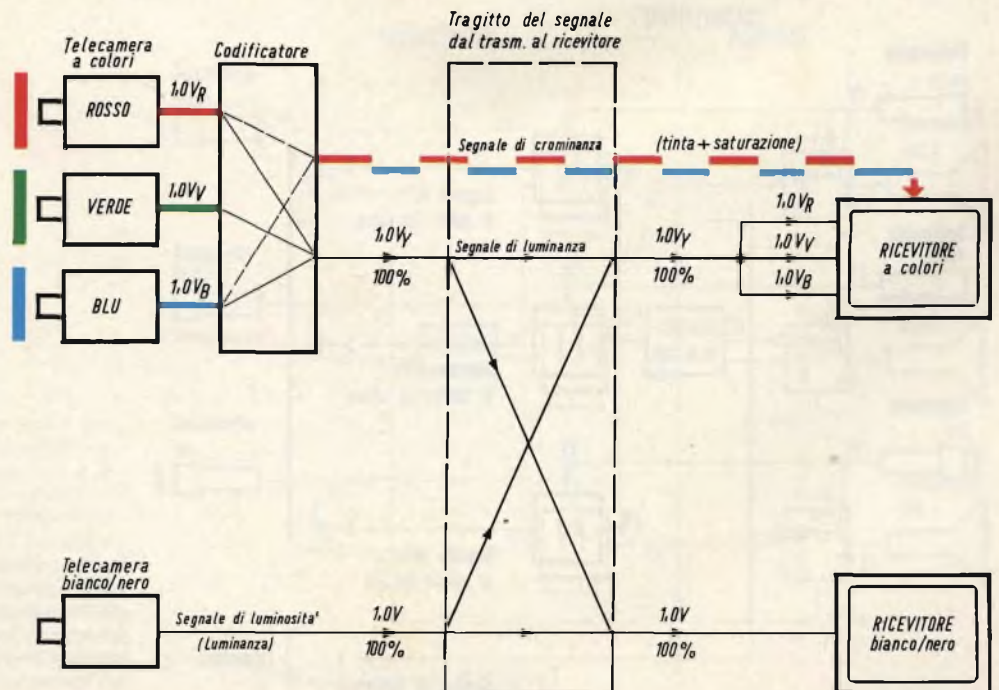 Tragitto del segnale
dal trasm. al ricevitore
Telecamera
a colori
Codificatore
ROSSO
1.0VR
VERDE
1.0VV
BLU
1.0VB
Segnale di crominanza
(tinta + saturazione)
1.0VY
100%
Segnale di luminanza
1.0VY
100%
1.0VR
1.0VV
1.0VB
RICEVITORE
a colori
Telecamera
bianco/nero
Segnale di luminosita'
(Luminanza)
1.0V
100%
1.0V
100%
RICEVITORE
bianco/nero